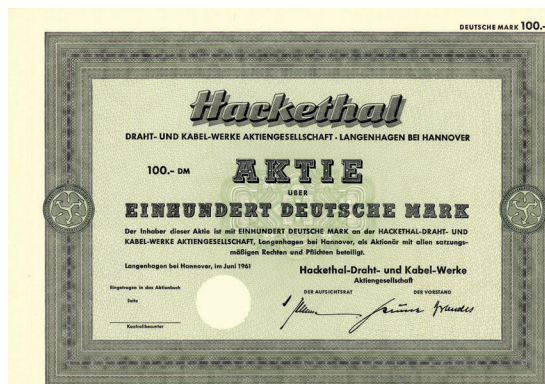 DEUTSCHE MARK 100.-
Hackethal
DRAHT- UND KABEL-WERKE AKTIENGESELLSCHAFT · LANGENHAGEN BEI HANNOVER
100.- DM AKTIE
ÜBER
EINHUNDERT DEUTSCHE MARK
Der Inhaber dieser Aktie ist mit EINHUNDERT DEUTSCHE MARK an der HACKETHAL-DRAHT- UND
KABEL-WERKE AKTIENGESELLSCHAFT, Langenhagen bei Hannover, als Aktionär mit allen satzungs-
mäßigen Rechten und Pflichten beteiligt.
Langenhagen bei Hannover, im Juni 1961
Hackethal-Draht- und Kabel-Werke
Aktiengesellschaft
Eingetragen in das Aktienbuch
DER AUFSICHTSRAT DER VORSTAND
Seite
Brandes
Kontrollbeamter